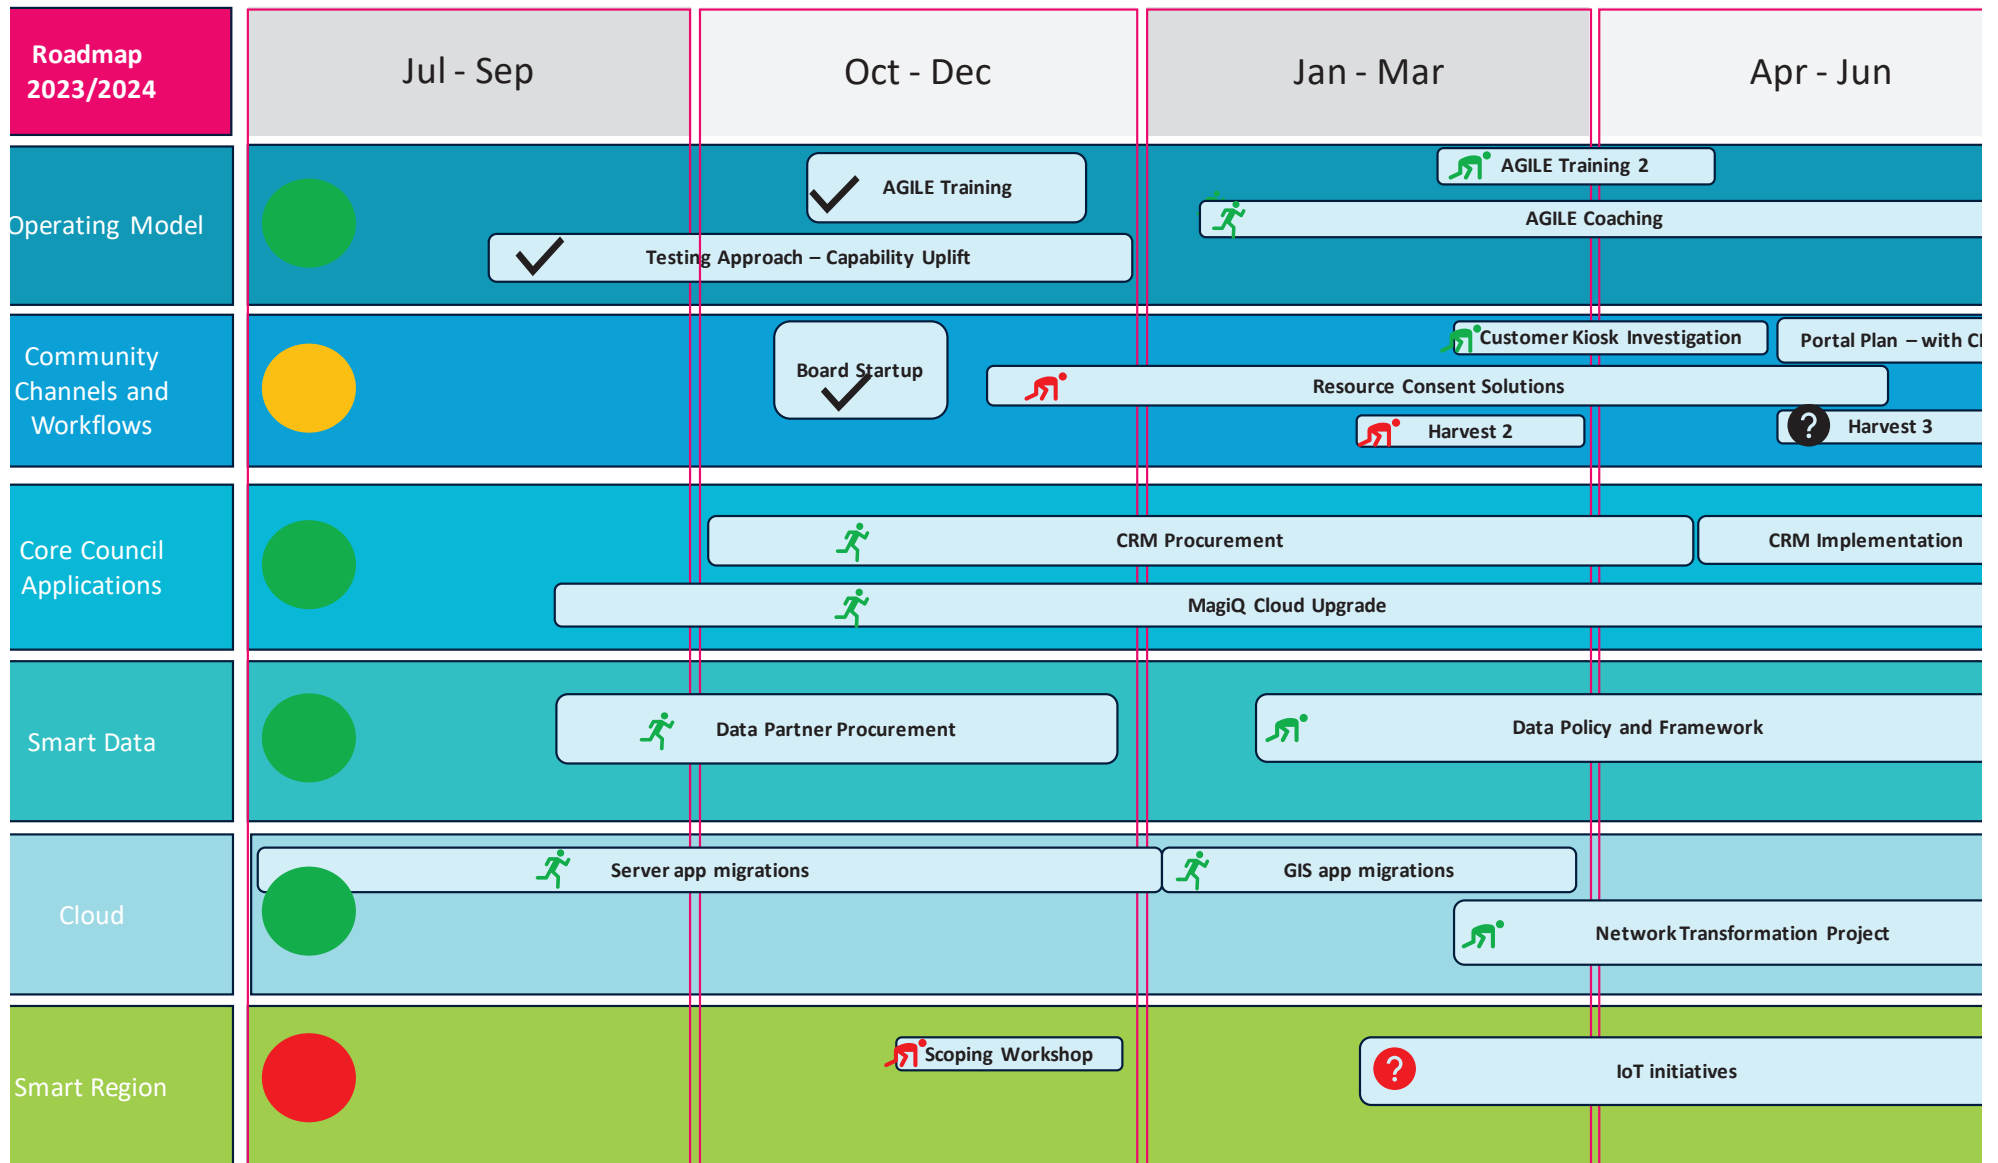 Roadmap
2023/2024
Jul - Sep
Oct - Dec
Jan - Mar
Apr - Jun
Operating Model
AGILE Training
Testing Approach – Capability Uplift
AGILE Training 2
AGILE Coaching
Community
Channels and
Workflows
Board Startup
Customer Kiosk Investigation
Portal Plan – with
Resource Consent Solutions
Harvest 2
?
Harvest 3
Core Council
Applications
CRM Procurement
CRM Implementation
MagiQ Cloud Upgrade
Smart Data
Data Partner Procurement
Data Policy and Framework
Cloud
Server app migrations
GIS app migrations
Network Transformation Project
Smart Region
Scoping Workshop
?
IoT initiatives